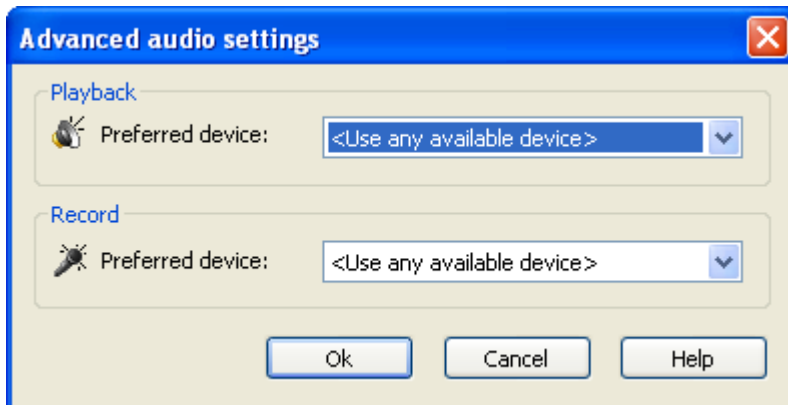 Advanced audio settings
Playback
Preferred device: <Use any available device>
Record
Preferred device: <Use any available device>
Ok Cancel Help